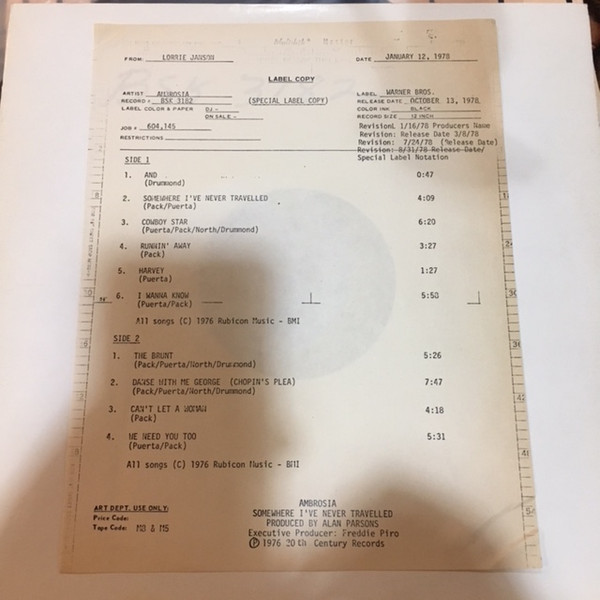 FROM: LORRIE JANSON
DATE JANUARY 12, 1978
LABEL COPY
ARTIST AMBROSIA
LABEL WARNER BROS.
RECORD # BSK 3182 (SPECIAL LABEL COPY)
RELEASE DATE OCTOBER 13, 1978
LABEL COLOR & PAPER DJ -
COLOR INK BLACK
ON SALE -
RECORD SIZE 12 INCH
JOB # 604,145
RevisionL 1/16/78 Producers Name
Revision: Release Date 3/8/78
RESTRICTIONS
Revision: 7/24/78 (Release Date)
Revision: 8/31/78 Release Date/
Special Label Notation
SIDE 1
1. AND . . 0:47
(Drummond)
2. SOMEWHERE I'VE NEVER TRAVELLED 4:09
(Pack/Puerta)
3. COWBOY STAR 6:20
(Puerta/Pack/North/Drummond)
4. RUNNIN' AWAY 3:27
(Pack)
5. HARVEY 1:27
(Puerta)
6. I WANNA KNOW 5:58
(Puerta/Pack)
All songs (C) 1976 Rubicon Music - BMI
SIDE 2
1. THE BRUNT 5:26
(Pack/Puerta/North/Drummond)
2. DANSE WITH ME GEORGE (CHOPIN'S PLEA) 7:47
(Pack/Puerta/North/Drummond)
3. CAN'T LET A WOMAN 4:18
(Pack)
4. WE NEED YOU TOO 5:31
(Puerta/Pack)
All songs (C) 1976 Rubicon Music - BMI
ART DEPT. USE ONLY:
Price Code:
Tape Code: M8 & M5
AMBROSIA
SOMEWHERE I'VE NEVER TRAVELLED
PRODUCED BY ALAN PARSONS
Executive Producer: Freddie Piro
Ⓟ 1976 20th Century Records